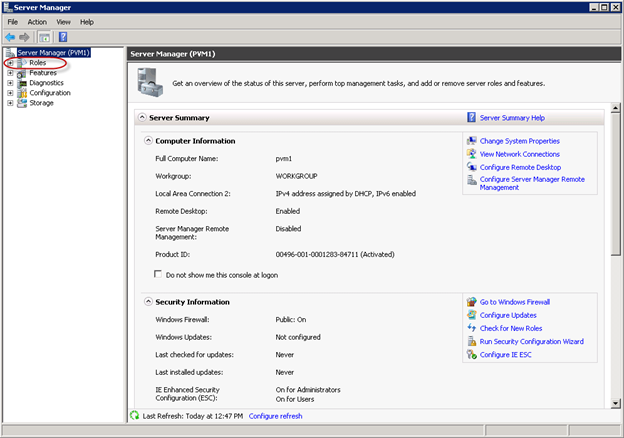 Server Manager
File Action View Help
Server Manager (PVM1)
Roles
Features
Diagnostics
Configuration
Storage
Server Manager (PVM1)
Get an overview of the status of this server, perform top management tasks, and add or remove server roles and features.
Server Summary
Server Summary Help
Computer Information
Full Computer Name: pvm1
Workgroup: WORKGROUP
Local Area Connection 2: IPv4 address assigned by DHCP, IPv6 enabled
Remote Desktop: Enabled
Server Manager Remote
Management: Disabled
Product ID: 00496-001-0001283-84711 (Activated)
Do not show me this console at logon
Change System Properties
View Network Connections
Configure Remote Desktop
Configure Server Manager Remote
Management
Security Information
Windows Firewall: Public: On
Windows Updates: Not configured
Last checked for updates: Never
Last installed updates: Never
IE Enhanced Security On for Administrators
Configuration (ESC): On for Users
Go to Windows Firewall
Configure Updates
Check for New Roles
Run Security Configuration Wizard
Configure IE ESC
Last Refresh: Today at 12:47 PM Configure refresh